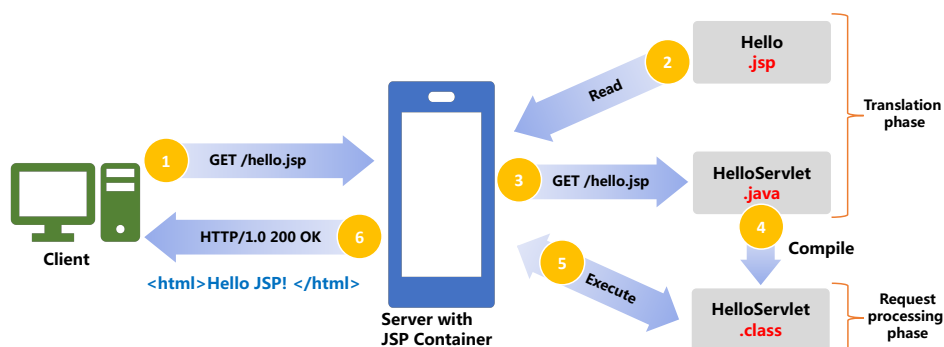 Hello
.jsp
2
Read
Translation
phase
1
GET /hello.jsp
3
GET /hello.jsp
HelloServlet
.java
4
Compile
HTTP/1.0 200 OK
6
Client
<html>Hello JSP! </html>
5
Execute
HelloServlet
.class
Request
processing
phase
Server with
JSP Container